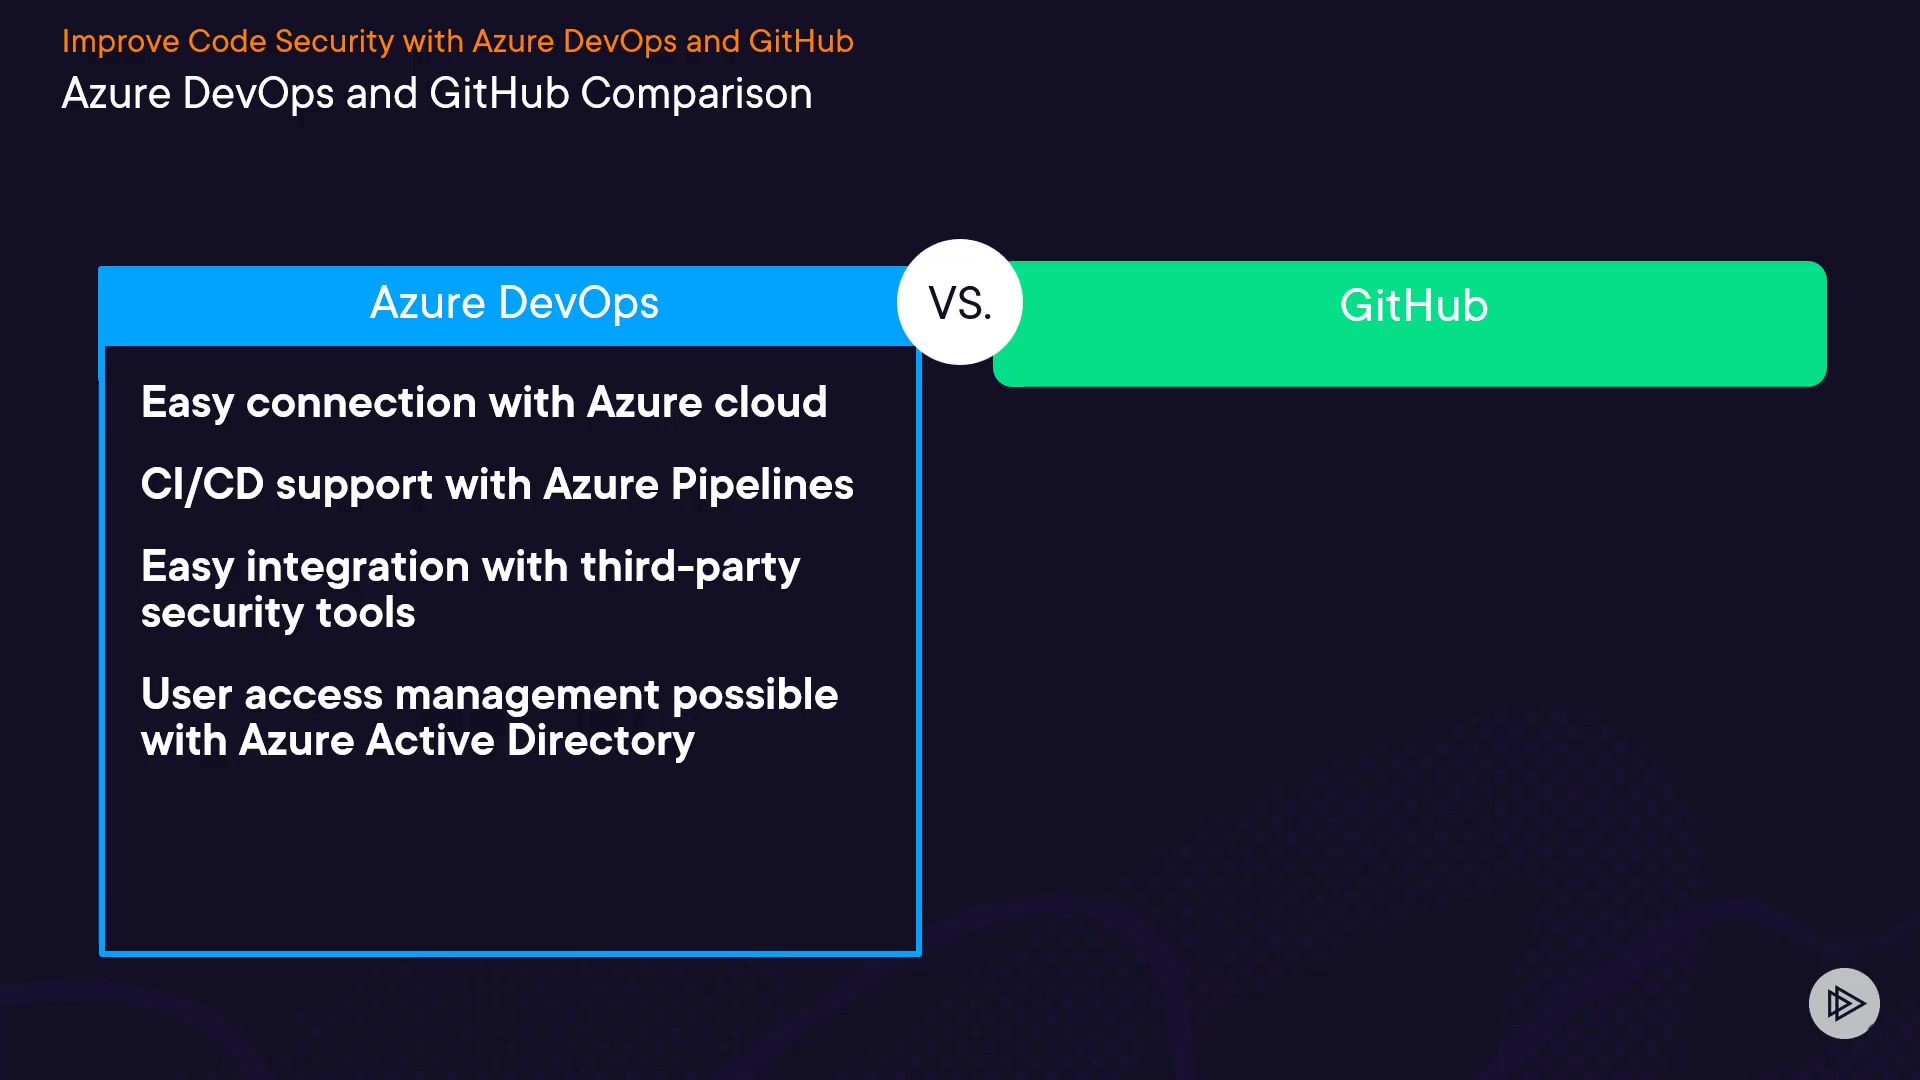 Improve Code Security with Azure DevOps and GitHub
Azure DevOps and GitHub Comparison
Azure DevOps
VS.
GitHub
Easy connection with Azure cloud
CI/CD support with Azure Pipelines
Easy integration with third-party
security tools
User access management possible
with Azure Active Directory